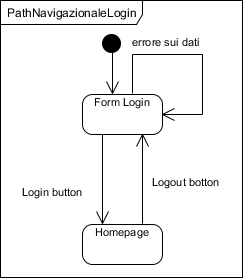 PathNavigazionaleLogin
errore sui dati
Form Login
Login button
Logout botton
Homepage